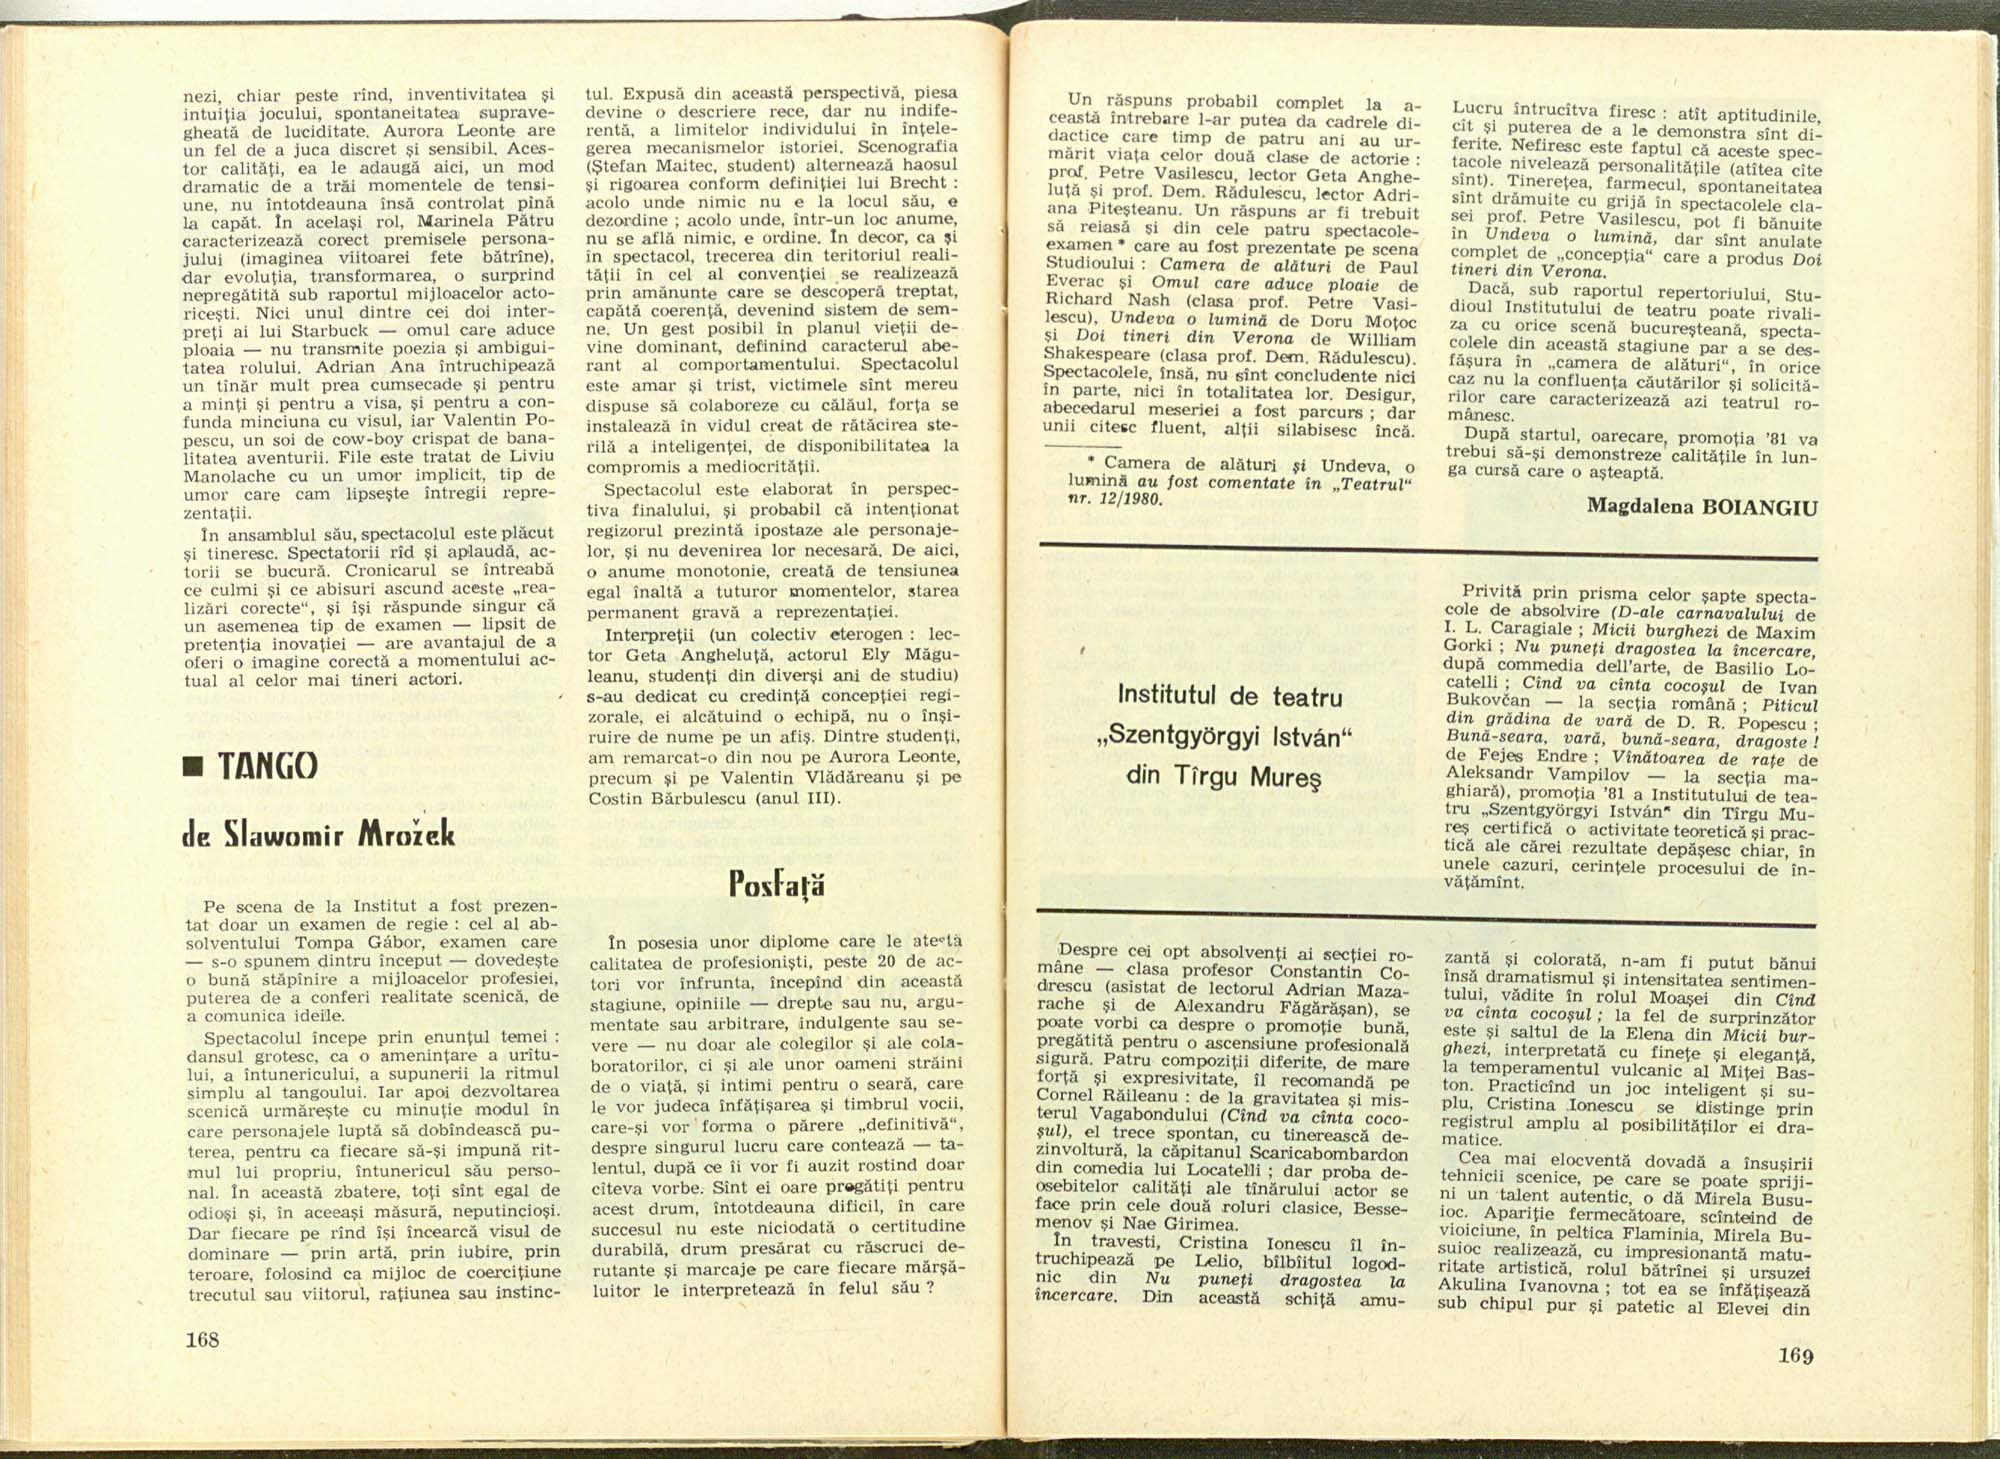 nezi, chiar peste rînd, inventivitatea și
intuiția jocului, spontaneitatea suprave-
gheată de luciditate. Aurora Leonte are
un fel de a juca discret și sensibil. Aces-
tor calități, ea le adaugă aici, un mod
dramatic de a trăi momentele de tensi-
une, nu întotdeauna însă controlat pînă
la capăt. În același rol, Marinela Pătru
caracterizează corect premisele persona-
jului (imaginea viitoarei fete bătrîne),
dar evoluția, transformarea, o surprind
nepregătită sub raportul mijloacelor acto-
ricești. Nici unul dintre cei doi inter-
preți ai lui Starbuck — omul care aduce
ploaia — nu transmite poezia și ambigui-
tatea rolului. Adrian Ana întruchipează
un tînăr mult prea cumsecade și pentru
a minți și pentru a visa, și pentru a con-
funda minciuna cu visul, iar Valentin Po-
pescu, un soi de cow-boy crispat de bana-
litatea aventurii. File este tratat de Liviu
Manolache cu un umor implicit, tip de
umor care cam lipsește întregii repre-
zentații.
În ansamblul său, spectacolul este plăcut
și tineresc. Spectatorii rîd și aplaudă, ac-
torii se bucură. Cronicarul se întreabă
ce culmi și ce abisuri ascund aceste „rea-
lizări corecte“, și își răspunde singur că
un asemenea tip de examen — lipsit de
pretenția inovației — are avantajul de a
oferi o imagine corectă a momentului ac-
tual al celor mai tineri actori.
■ TANGO
de Slawomir Mrožek
Pe scena de la Institut a fost prezen-
tat doar un examen de regie : cel al ab-
solventului Tompa Gábor, examen care
— s-o spunem dintru început — dovedește
o bună stăpînire a mijloacelor profesiei,
puterea de a conferi realitate scenică, de
a comunica ideile.
Spectacolul începe prin enunțul temei :
dansul grotesc, ca o amenințare a urîtu-
lui, a întunericului, a supunerii la ritmul
simplu al tangoului. Iar apoi dezvoltarea
scenică urmărește cu minuție modul în
care personajele luptă să dobîndească pu-
terea, pentru ca fiecare să-și impună rit-
mul lui propriu, întunericul său perso-
nal. În această zbatere, toți sînt egal de
odioși și, în aceeași măsură, neputincioși.
Dar fiecare pe rînd își încearcă visul de
dominare — prin artă, prin iubire, prin
teroare, folosind ca mijloc de coercițiune
trecutul sau viitorul, rațiunea sau instinc-
168
tul. Expusă din această perspectivă, piesa
devine o descriere rece, dar nu indife-
rentă, a limitelor individului în înțele-
gerea mecanismelor istoriei. Scenografia
(Ștefan Maitec, student) alternează haosul
și rigoarea conform definiției lui Brecht :
acolo unde nimic nu e la locul său, e
dezordine ; acolo unde, într-un loc anume,
nu se află nimic, e ordine. În decor, ca și
în spectacol, trecerea din teritoriul reali-
tății în cel al convenției se realizează
prin amănunte care se descoperă treptat,
capătă coerență, devenind sistem de sem-
ne. Un gest posibil în planul vieții de-
vine dominant, definind caracterul abe-
rant al comportamentului. Spectacolul
este amar și trist, victimele sînt mereu
dispuse să colaboreze cu călăul, forța se
instalează în vidul creat de rătăcirea ste-
rilă a inteligenței, de disponibilitatea la
compromis a mediocrității.
Spectacolul este elaborat în perspec-
tiva finalului, și probabil că intenționat
regizorul prezintă ipostaze ale personaje-
lor, și nu devenirea lor necesară. De aici,
o anume monotonie, creată de tensiunea
egal înaltă a tuturor momentelor, starea
permanent gravă a reprezentației.
Interpreții (un colectiv eterogen : lec-
tor Geta Angheluță, actorul Ely Măgu-
leanu, studenți din diverși ani de studiu)
s-au dedicat cu credință concepției regi-
zorale, ei alcătuind o echipă, nu o înși-
ruire de nume pe un afiș. Dintre studenți,
am remarcat-o din nou pe Aurora Leonte,
precum și pe Valentin Vlădăreanu și pe
Costin Bărbulescu (anul III).
Postfață
În posesia unor diplome care le atestă
calitatea de profesioniști, peste 20 de ac-
tori vor înfrunta, începînd din această
stagiune, opiniile — drepte sau nu, argu-
mentate sau arbitrare, indulgente sau se-
vere — nu doar ale colegilor și ale cola-
boratorilor, ci și ale unor oameni străini
de o viață, și intimi pentru o seară, care
le vor judeca înfățișarea și timbrul vocii,
care-și vor forma o părere „definitivă“,
despre singurul lucru care contează — ta-
lentul, după ce îi vor fi auzit rostind doar
cîteva vorbe. Sînt ei oare pregătiți pentru
acest drum, întotdeauna dificil, în care
succesul nu este niciodată o certitudine
durabilă, drum presărat cu răscruci de-
rutante și marcaje pe care fiecare mărșă-
luitor le interpretează în felul său ?
Un răspuns probabil complet la a-
ceastă întrebare l-ar putea da cadrele di-
dactice care timp de patru ani au ur-
mărit viața celor două clase de actorie :
prof. Petre Vasilescu, lector Geta Anghe-
luță și prof. Dem. Rădulescu, lector Adri-
ana Piteșteanu. Un răspuns ar fi trebuit
să reiasă și din cele patru spectacole-
examen * care au fost prezentate pe scena
Studioului : Camera de alături de Paul
Everac și Omul care aduce ploaie de
Richard Nash (clasa prof. Petre Vasi-
lescu), Undeva o lumină de Doru Moțoc
și Doi tineri din Verona de William
Shakespeare (clasa prof. Dem. Rădulescu).
Spectacolele, însă, nu sînt concludente nici
în parte, nici în totalitatea lor. Desigur,
abecedarul meseriei a fost parcurs ; dar
unii citesc fluent, alții silabisesc încă.
* Camera de alături și Undeva, o
lumină au fost comentate în „Teatrul“
nr. 12/1980.
Lucru întrucîtva firesc : atît aptitudinile,
cît și puterea de a le demonstra sînt di-
ferite. Nefiresc este faptul că aceste spec-
tacole nivelează personalitățile (atîtea cîte
sînt). Tinerețea, farmecul, spontaneitatea
sînt drămuite cu grijă în spectacolele cla-
sei prof. Petre Vasilescu, pot fi bănuite
în Undeva o lumină, dar sînt anulate
complet de „concepția“ care a produs Doi
tineri din Verona.
Dacă, sub raportul repertoriului, Stu-
dioul Institutului de teatru poate rivali-
za cu orice scenă bucureșteană, specta-
colele din această stagiune par a se des-
fășura în „camera de alături“, în orice
caz nu la confluența căutărilor și solicită-
rilor care caracterizează azi teatrul ro-
mânesc.
După startul, oarecare, promoția '81 va
trebui să-și demonstreze calitățile în lun-
ga cursă care o așteaptă.
Magdalena BOIANGIU
Institutul de teatru
„Szentgyörgyi István“
din Tîrgu Mureș
Privită prin prisma celor șapte specta-
cole de absolvire (D-ale carnavalului de
I. L. Caragiale ; Micii burghezi de Maxim
Gorki ; Nu puneți dragostea la încercare,
după commedia dell'arte, de Basilio Lo-
catelli ; Cînd va cînta cocoșul de Ivan
Bukovčan — la secția română ; Piticul
din grădina de vară de D. R. Popescu ;
Bună-seara, vară, bună-seara, dragoste !
de Fejes Endre ; Vînătoarea de rațe de
Aleksandr Vampilov — la secția ma-
ghiară), promoția '81 a Institutului de tea-
tru „Szentgyörgyi István“ din Tîrgu Mu-
reș certifică o activitate teoretică și prac-
tică ale cărei rezultate depășesc chiar, în
unele cazuri, cerințele procesului de în-
vățămînt.
Despre cei opt absolvenți ai secției ro-
mâne — clasa profesor Constantin Co-
drescu (asistat de lectorul Adrian Maza-
rache și de Alexandru Făgărășan), se
poate vorbi ca despre o promoție bună,
pregătită pentru o ascensiune profesională
sigură. Patru compoziții diferite, de mare
forță și expresivitate, îl recomandă pe
Cornel Răileanu : de la gravitatea și mis-
terul Vagabondului (Cînd va cînta coco-
șul), el trece spontan, cu tinerească de-
zinvoltură, la căpitanul Scaricabombardon
din comedia lui Locatelli ; dar proba de-
osebitelor calități ale tînărului actor se
face prin cele două roluri clasice, Besse-
menov și Nae Girimea.
În travesti, Cristina Ionescu îl în-
truchipează pe Lelio, bîlbîitul logod-
nic din Nu puneți dragostea la
încercare. Din această schiță amu-
zantă și colorată, n-am fi putut bănui
însă dramatismul și intensitatea sentimen-
tului, vădite în rolul Moașei din Cînd
va cînta cocoșul ; la fel de surprinzător
este și saltul de la Elena din Micii bur-
ghezi, interpretată cu finețe și eleganță,
la temperamentul vulcanic al Miței Bas-
ton. Practicînd un joc inteligent și su-
plu, Cristina Ionescu se distinge prin
registrul amplu al posibilităților ei dra-
matice.
Cea mai elocventă dovadă a însușirii
tehnicii scenice, pe care se poate spriji-
ni un talent autentic, o dă Mirela Busu-
ioc. Apariție fermecătoare, scînteind de
vioiciune, în peltica Flaminia, Mirela Bu-
suioc realizează, cu impresionantă matu-
ritate artistică, rolul bătrînei și ursuzei
Akulina Ivanovna ; tot ea se înfățișează
sub chipul pur și patetic al Elevei din
169